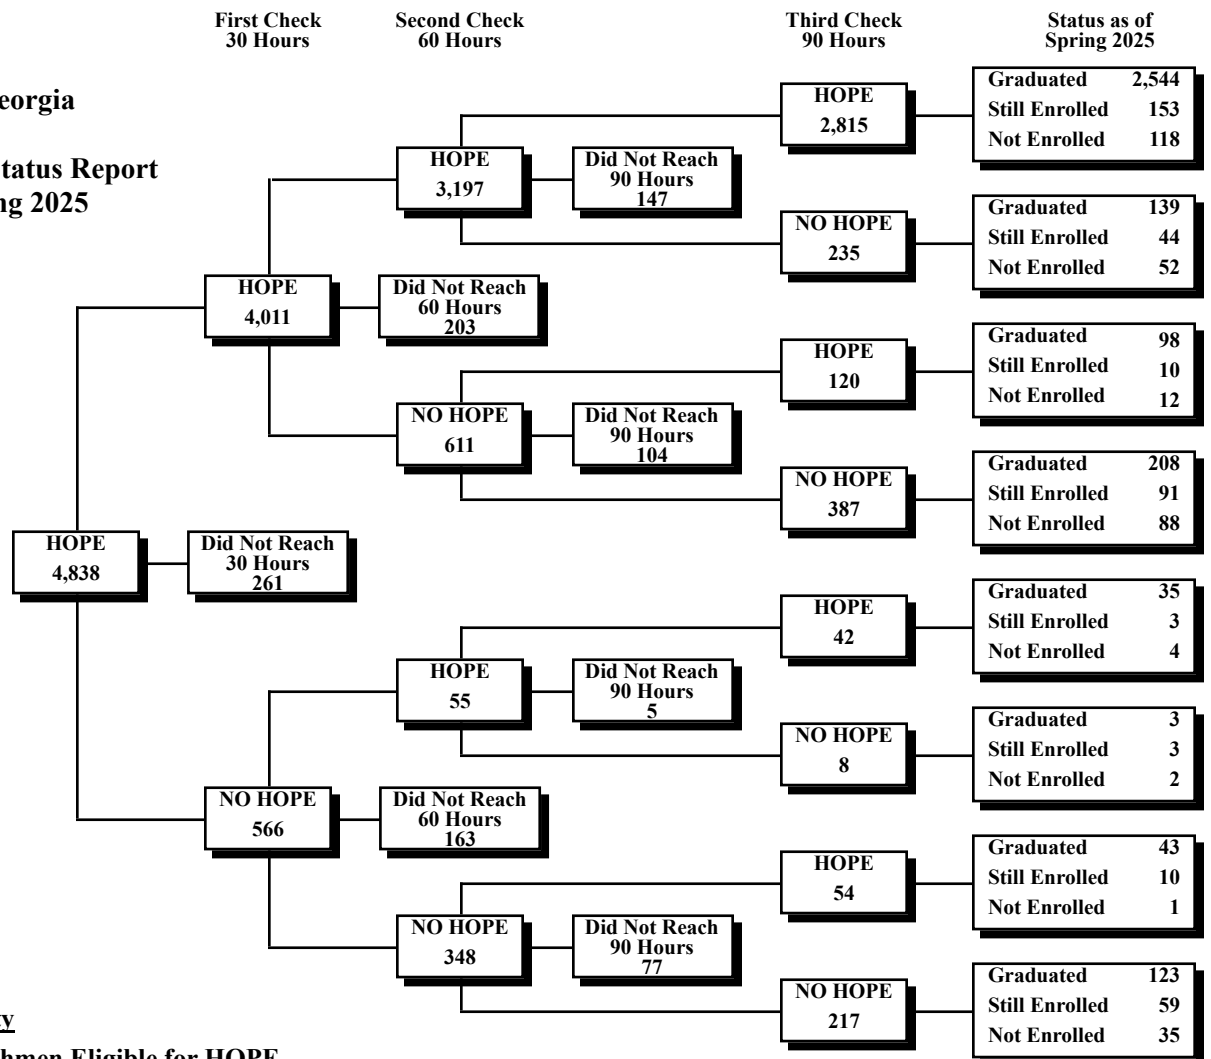 First Check
30 Hours
Second Check
60 Hours
Third Check
90 Hours
Status as of
Spring 2025
eorgia
tatus Report
ng 2025
HOPE
4,838
Did Not Reach
30 Hours
261
HOPE
4,011
Did Not Reach
60 Hours
203
NO HOPE
566
Did Not Reach
60 Hours
163
HOPE
3,197
Did Not Reach
90 Hours
147
NO HOPE
611
Did Not Reach
90 Hours
104
HOPE
55
Did Not Reach
90 Hours
5
NO HOPE
348
Did Not Reach
90 Hours
77
HOPE
2,815
Graduated 2,544
Still Enrolled 153
Not Enrolled 118
NO HOPE
235
Graduated 139
Still Enrolled 44
Not Enrolled 52
HOPE
120
Graduated 98
Still Enrolled 10
Not Enrolled 12
NO HOPE
387
Graduated 208
Still Enrolled 91
Not Enrolled 88
HOPE
42
Graduated 35
Still Enrolled 3
Not Enrolled 4
NO HOPE
8
Graduated 3
Still Enrolled 3
Not Enrolled 2
HOPE
54
Graduated 43
Still Enrolled 10
Not Enrolled 1
NO HOPE
217
Graduated 123
Still Enrolled 59
Not Enrolled 35
ty
hmen Eligible for HOPE